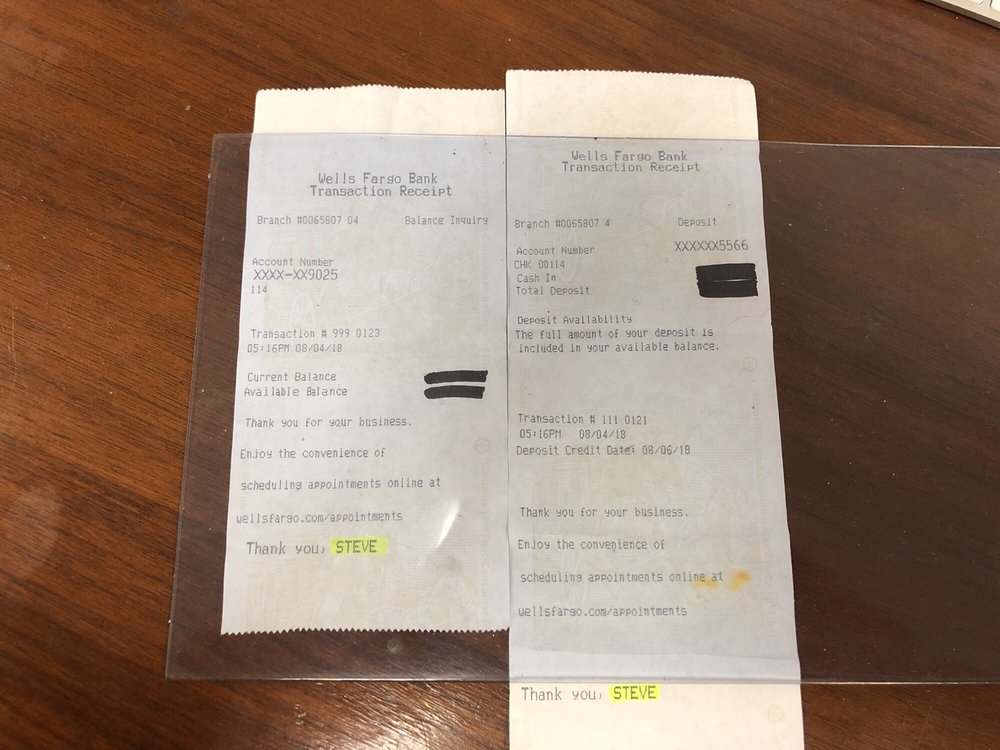 Wells Fargo Bank
Transaction Receipt
Branch #0065807 04 Balance Inquiry
Account Number
XXXX-XX9025
114
Transaction # 999 0123
05:16PM 08/04/18
Current Balance
Available Balance
Thank you for your business.
Enjoy the convenience of
scheduling appointments online at
wellsfargo.com/appointments
Thank you, STEVE
Wells Fargo Bank
Transaction Receipt
Branch #0065807 4 Deposit
Account Number XXXXXX5566
CHK 00114
Cash In
Total Deposit
Deposit Availability
The full amount of your deposit is
included in your available balance.
Transaction # 111 0121
05:16PM 08/04/18
Deposit Credit Date: 08/06/18
Thank you for your business.
Enjoy the convenience of
scheduling appointments online at
wellsfargo.com/appointments
Thank you, STEVE